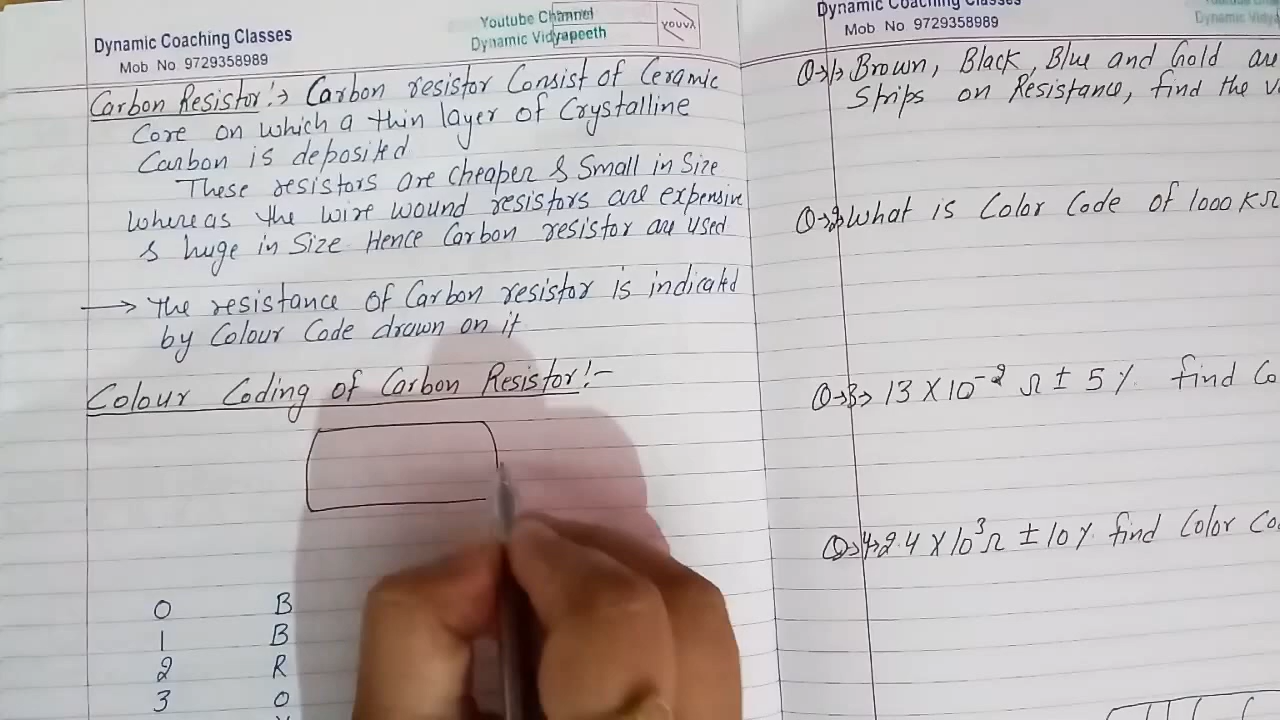 Dynamic Coaching Classes
Mob No 9729358989
Youtube Channel
Dynamic Vidyapeeth
YOUVA
Carbon Resistor:→ Carbon resistor Consist of Ceramic
Core on which a thin layer of Crystalline
Carbon is deposited
These resistors are cheaper & Small in Size
Whereas the wire wound resistors are expensive
& huge in Size Hence Carbon resistor are used
→ The resistance of Carbon resistor is indicated
by Colour Code drawn on it
Colour Coding of Carbon Resistor:-
0 B
1 B
2 R
3 O
Dynamic Coaching Classes
Mob No 9729358989
Q→1→ Brown, Black, Blue and Gold are
Strips on Resistance, find the
Q→2→ What is Color Code of 1000 KΩ
Q→3→ 13 X 10⁻² Ω ± 5 %. find
Q→4→ 2.4 X 10³ Ω ± 10 %. find Color